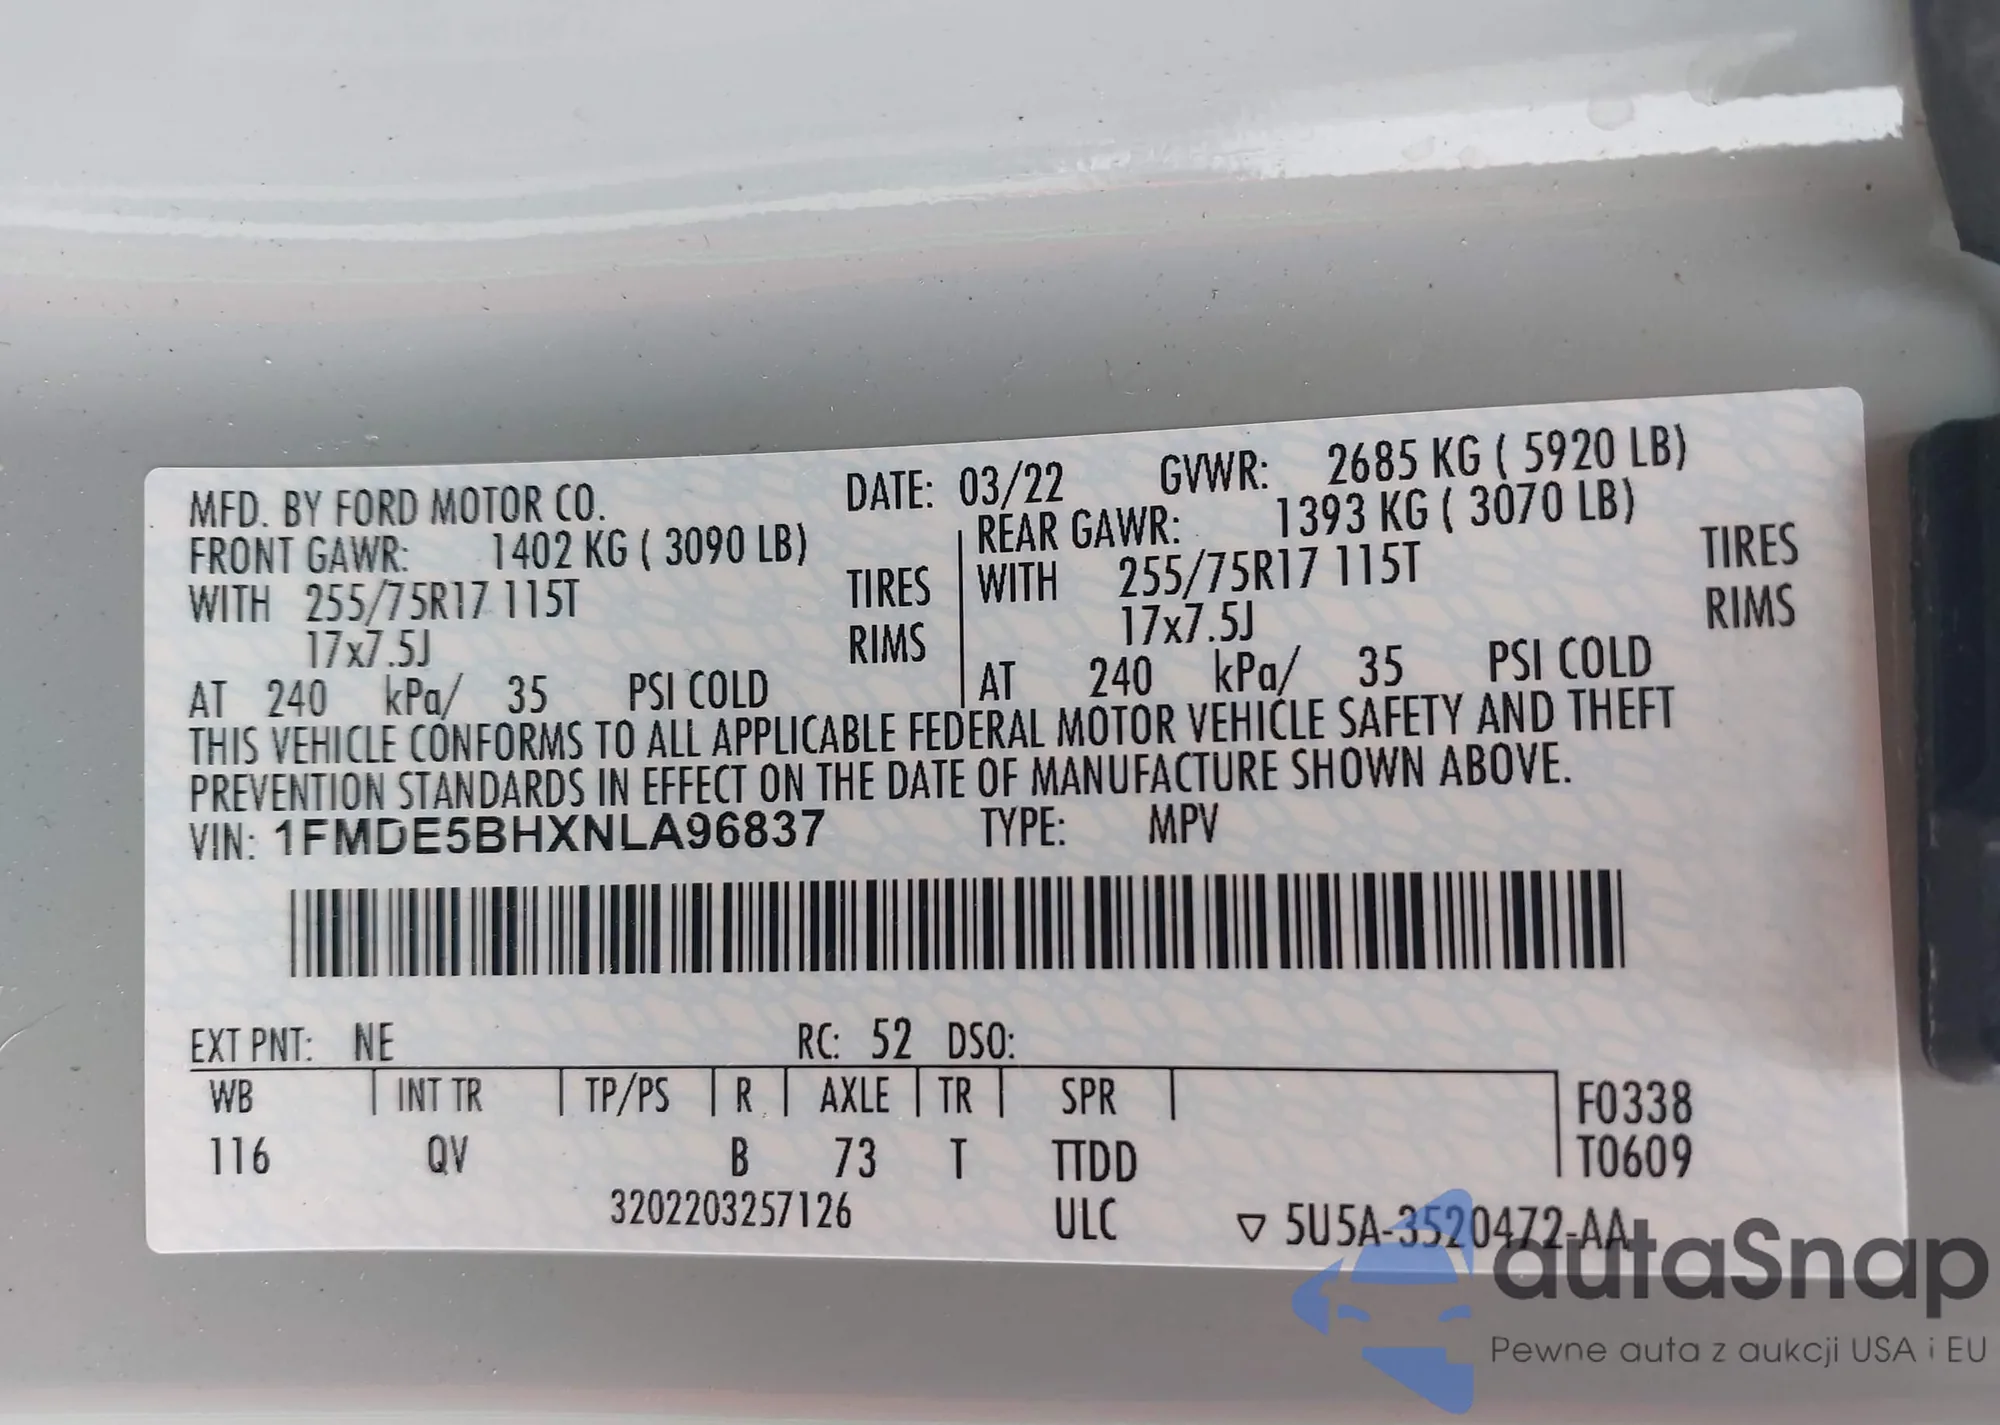 MFD. BY FORD MOTOR CO. DATE: 03/22 GVWR: 2685 KG ( 5920 LB)
FRONT GAWR: 1402 KG ( 3090 LB) REAR GAWR: 1393 KG ( 3070 LB)
WITH 255/75R17 115T TIRES WITH 255/75R17 115T TIRES
17x7.5J RIMS 17x7.5J RIMS
AT 240 kPa/ 35 PSI COLD AT 240 kPa/ 35 PSI COLD
THIS VEHICLE CONFORMS TO ALL APPLICABLE FEDERAL MOTOR VEHICLE SAFETY AND THEFT
PREVENTION STANDARDS IN EFFECT ON THE DATE OF MANUFACTURE SHOWN ABOVE.
VIN: 1FMDE5BHXNLA96837 TYPE: MPV
EXT PNT: NE RC: 52 DSO:
WB INT TR TP/PS R AXLE TR SPR F0338
116 QV B 73 T TTDD T0609
3202203257126 ULC ▽ 5U5A-3520472-AA
autaSnap
Pewne auta z aukcji USA i EU